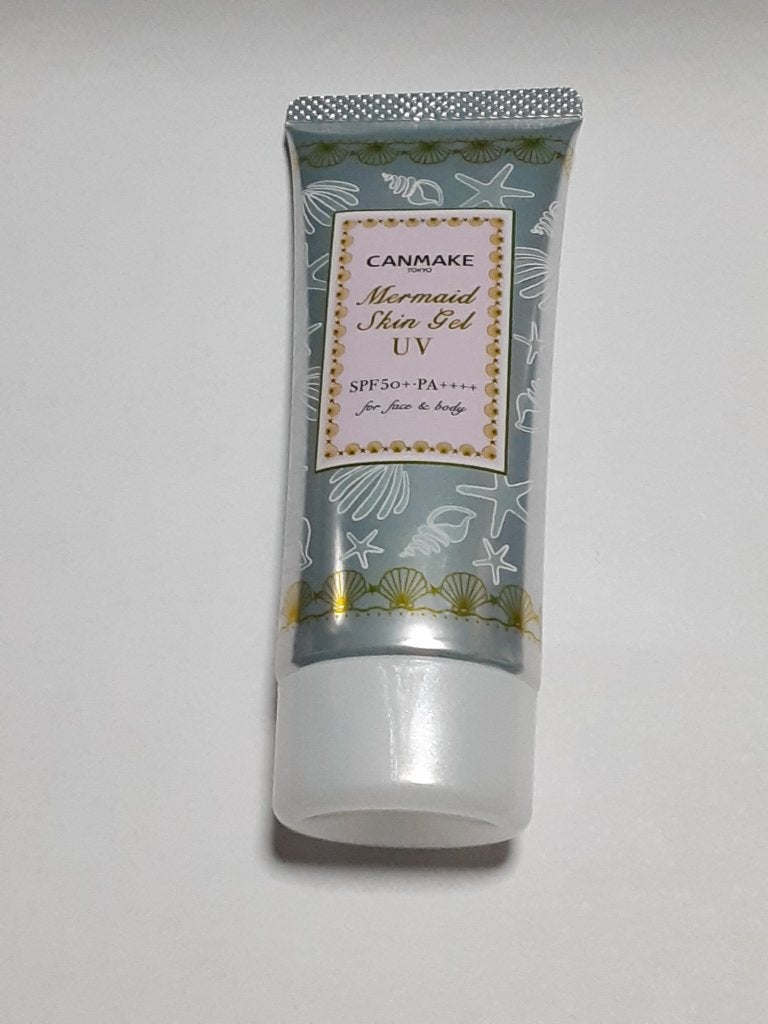 CANMAKE
TOKYO
Mermaid
Skin Gel
UV
SPF50+·PA++++
for face & body